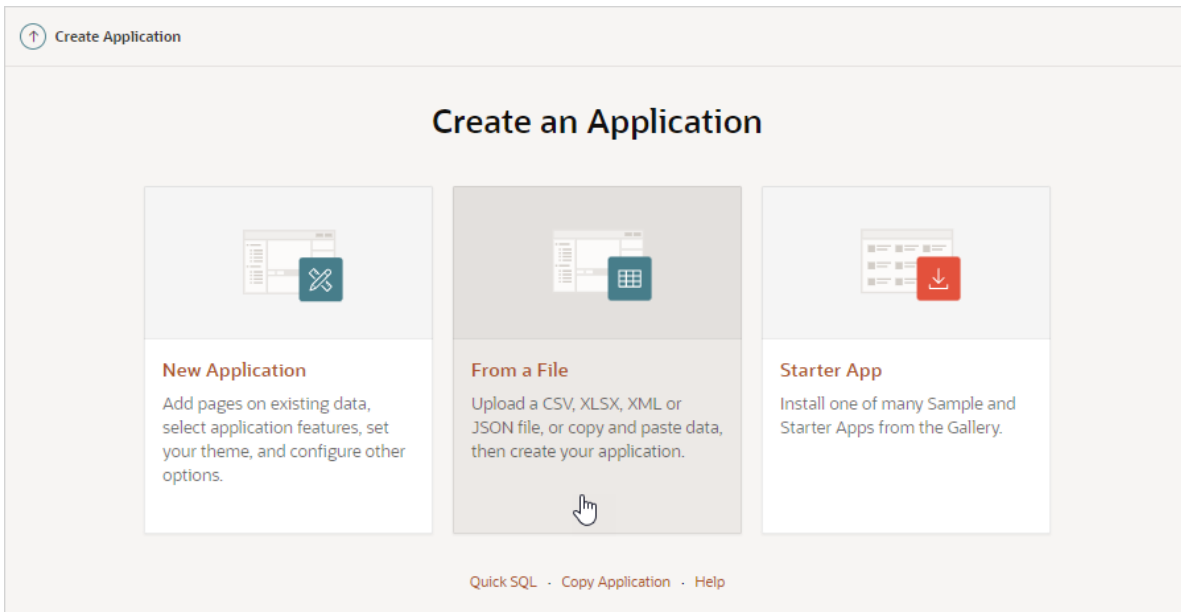 Create Application
Create an Application
New Application
Add pages on existing data,
select application features, set
your theme, and configure other
options.
From a File
Upload a CSV, XLSX, XML or
JSON file, or copy and paste data,
then create your application.
Starter App
Install one of many Sample and
Starter Apps from the Gallery.
Quick SQL · Copy Application · Help